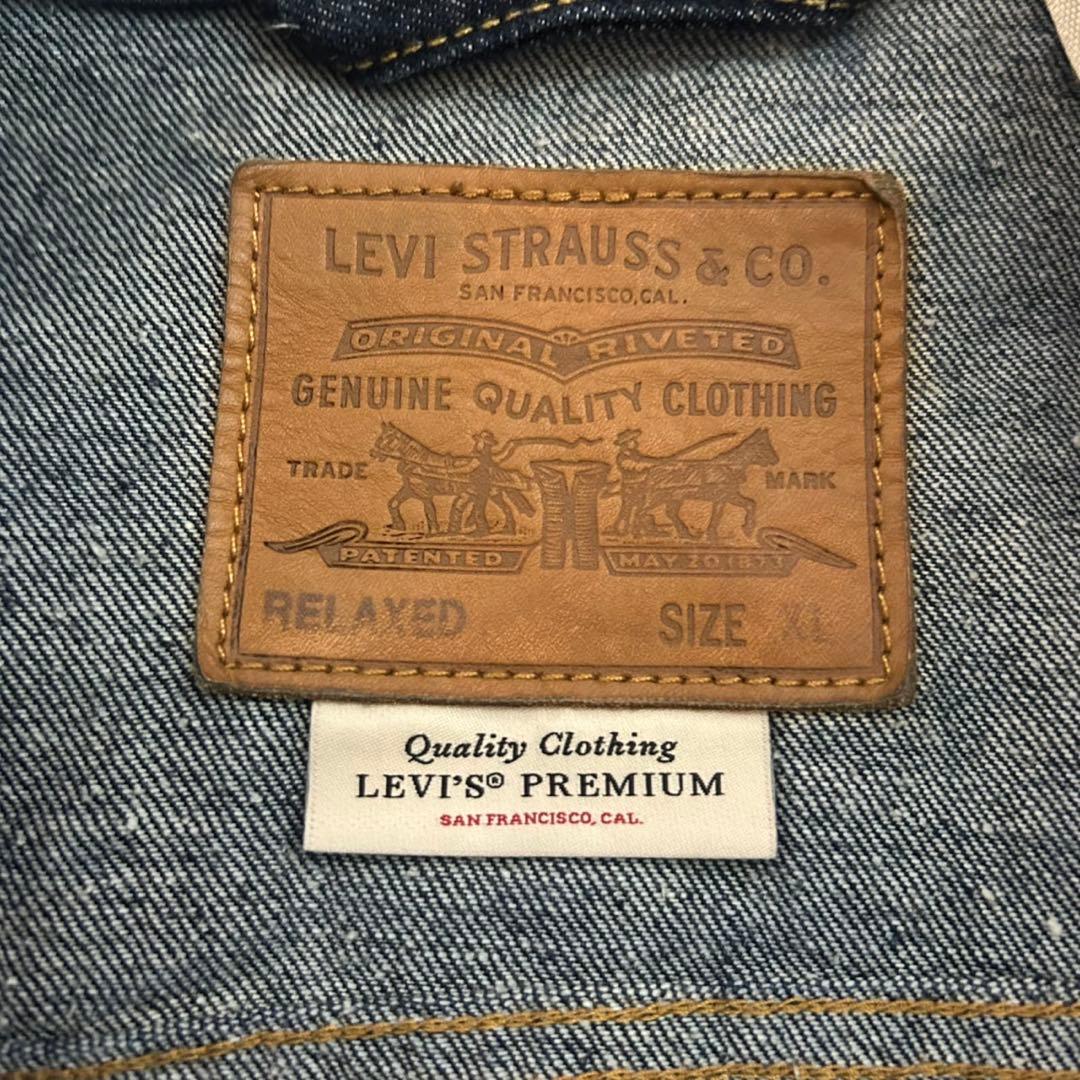 LEVI STRAUSS & CO.
SAN FRANCISCO, CAL.
ORIGINAL RIVETED
GENUINE QUALITY CLOTHING
TRADE MARK
PATENTED MAY 20 1873
RELAXED SIZE XL
Quality Clothing
LEVI'S® PREMIUM
SAN FRANCISCO, CAL.